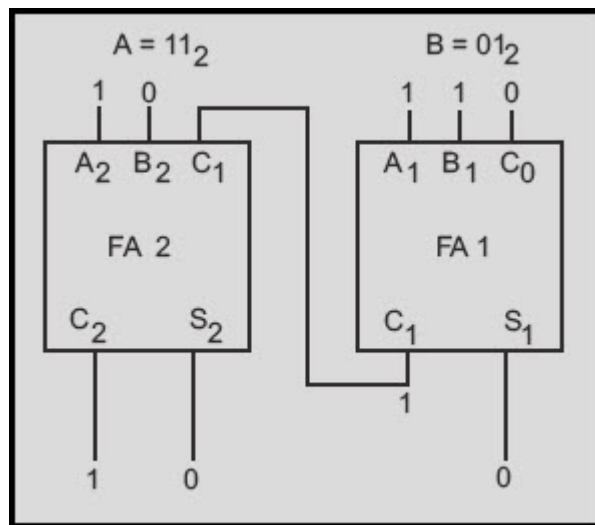 A = 11₂ B = 01₂
1 0 1 1 0
A₂ B₂ C₁ A₁ B₁ C₀
FA 2 FA 1
C₂ S₂ C₁ S₁
1
1 0 0